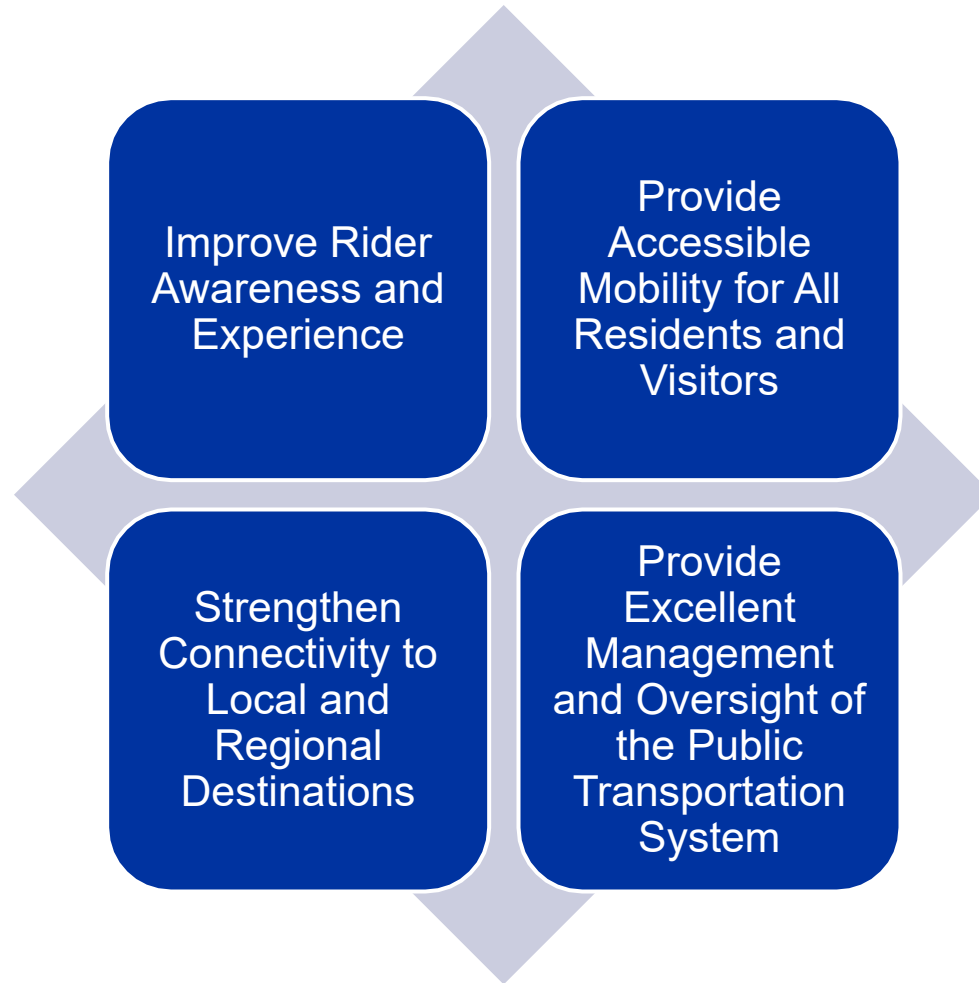 Improve Rider
Awareness and
Experience
Provide
Accessible
Mobility for All
Residents and
Visitors
Strengthen
Connectivity to
Local and
Regional
Destinations
Provide
Excellent
Management
and Oversight of
the Public
Transportation
System